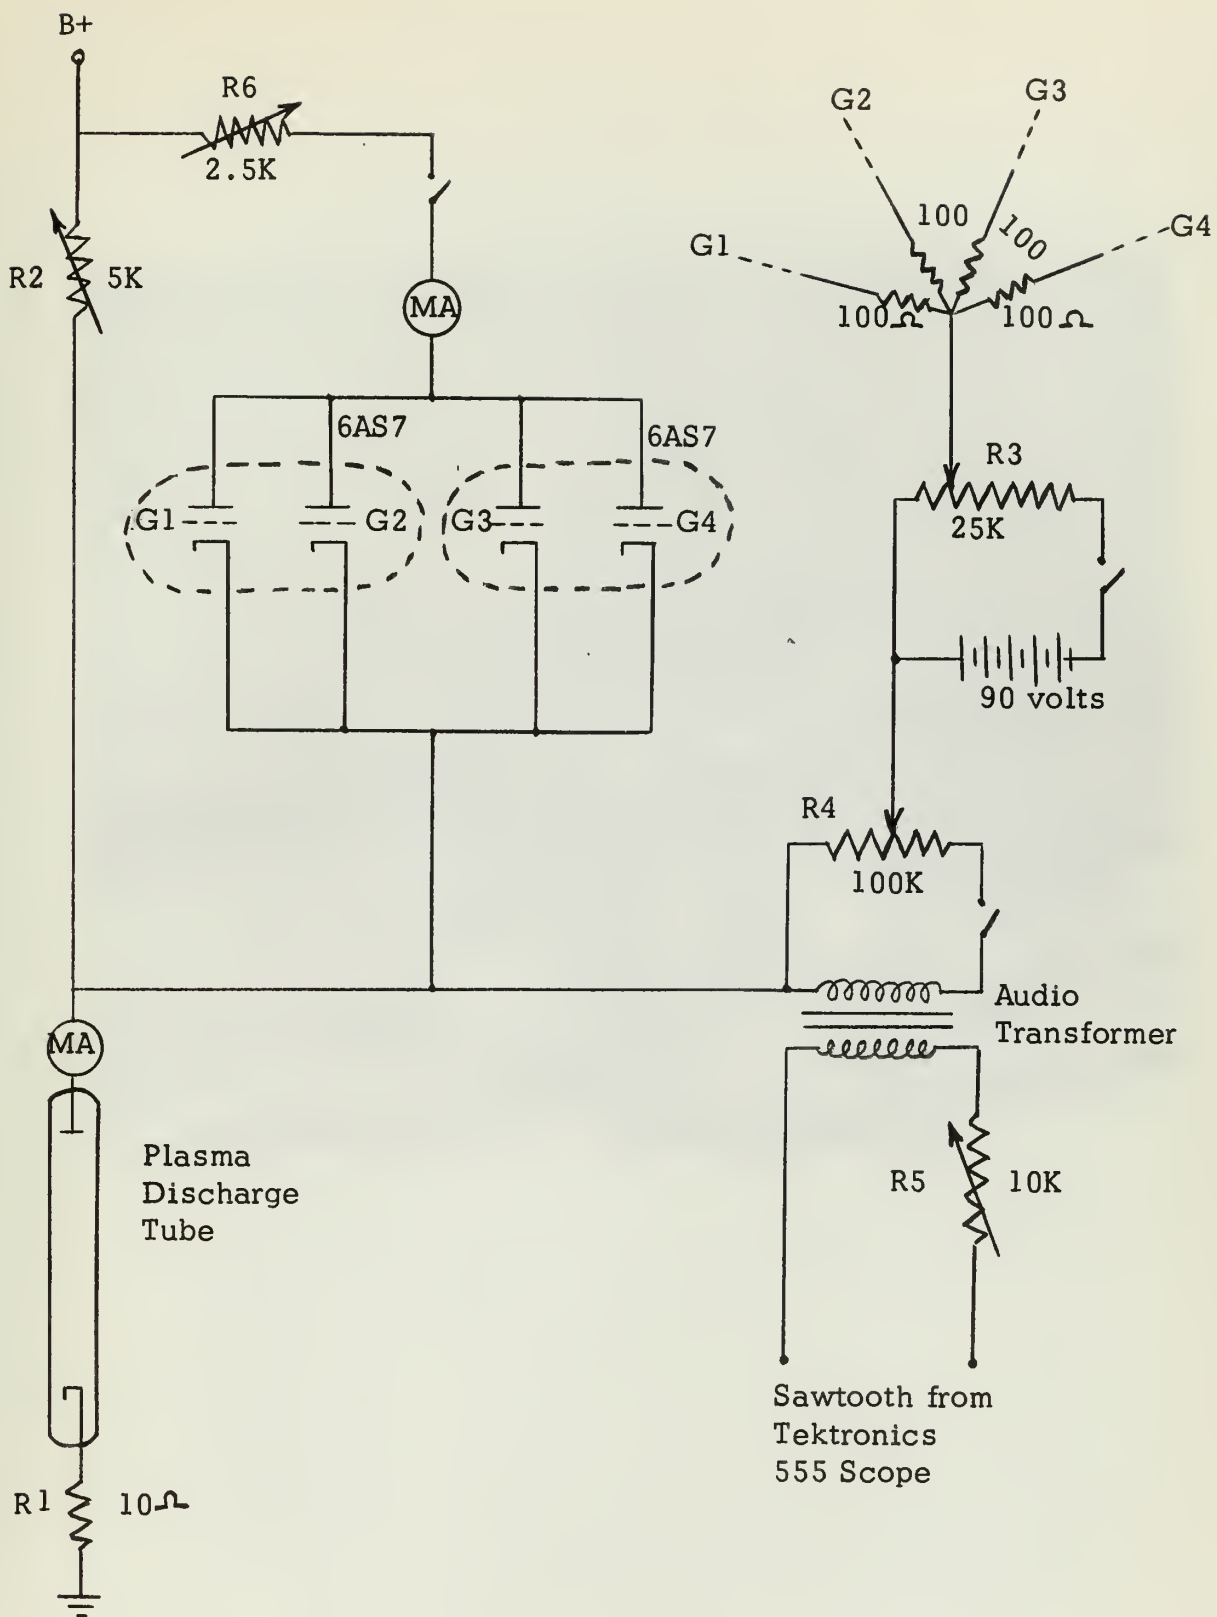 B+
R6
2.5K
R2 5K
MA
G1
G2
G3
G4
100
100
100Ω
100Ω
R3
25K
6AS7
6AS7
G1
G2
G3
G4
90 volts
R4
100K
Audio
Transformer
MA
Plasma
Discharge
Tube
R5 10K
Sawtooth from
Tektronics
555 Scope
R1 10Ω